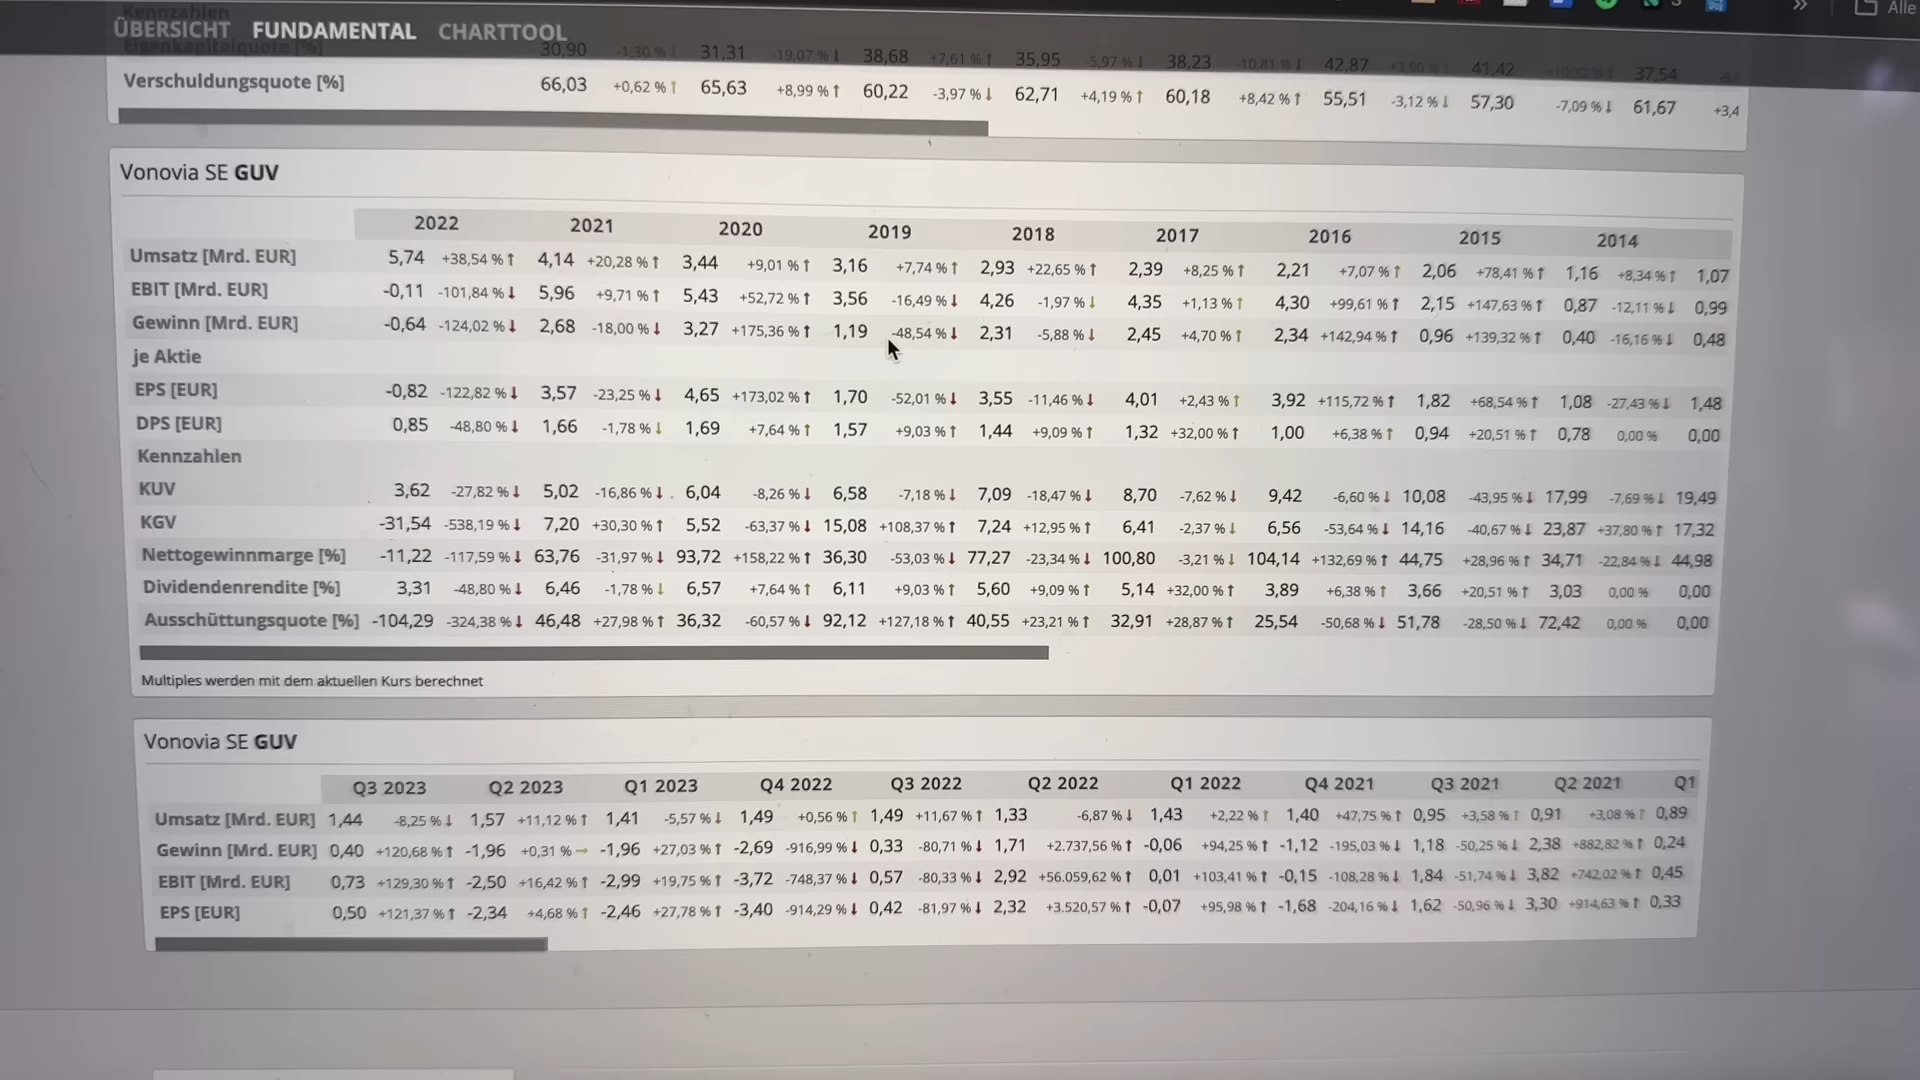 Kennzahlen
ÜBERSICHT FUNDAMENTAL CHARTTOOL
Alle
Eigenkapitalquote [%] 30,90 -1,30 % ↓ 31,31 -19,07 % ↓ 38,68 +7,61 % ↑ 35,95 -5,97 % ↓ 38,23 -10,81 % ↓ 42,87 41,42 37,54
Verschuldungsquote [%] 66,03 +0,62 % ↑ 65,63 +8,99 % ↑ 60,22 -3,97 % ↓ 62,71 +4,19 % ↑ 60,18 +8,42 % ↑ 55,51 -3,12 % ↓ 57,30 -7,09 % ↓ 61,67 +3,4
Vonovia SE GUV
2022 2021 2020 2019 2018 2017 2016 2015 2014
Umsatz [Mrd. EUR] 5,74 +38,54 % ↑ 4,14 +20,28 % ↑ 3,44 +9,01 % ↑ 3,16 +7,74 % ↑ 2,93 +22,65 % ↑ 2,39 +8,25 % ↑ 2,21 +7,07 % ↑ 2,06 +78,41 % ↑ 1,16 +8,34 % ↑ 1,07
EBIT [Mrd. EUR] -0,11 -101,84 % ↓ 5,96 +9,71 % ↑ 5,43 +52,72 % ↑ 3,56 -16,49 % ↓ 4,26 -1,97 % ↓ 4,35 +1,13 % ↑ 4,30 +99,61 % ↑ 2,15 +147,63 % ↑ 0,87 -12,11 % ↓ 0,99
Gewinn [Mrd. EUR] -0,64 -124,02 % ↓ 2,68 -18,00 % ↓ 3,27 +175,36 % ↑ 1,19 -48,54 % ↓ 2,31 -5,88 % ↓ 2,45 +4,70 % ↑ 2,34 +142,94 % ↑ 0,96 +139,32 % ↑ 0,40 -16,16 % ↓ 0,48
je Aktie
EPS [EUR] -0,82 -122,82 % ↓ 3,57 -23,25 % ↓ 4,65 +173,02 % ↑ 1,70 -52,01 % ↓ 3,55 -11,46 % ↓ 4,01 +2,43 % ↑ 3,92 +115,72 % ↑ 1,82 +68,54 % ↑ 1,08 -27,43 % ↓ 1,48
DPS [EUR] 0,85 -48,80 % ↓ 1,66 -1,78 % ↓ 1,69 +7,64 % ↑ 1,57 +9,03 % ↑ 1,44 +9,09 % ↑ 1,32 +32,00 % ↑ 1,00 +6,38 % ↑ 0,94 +20,51 % ↑ 0,78 0,00 % 0,00
Kennzahlen
KUV 3,62 -27,82 % ↓ 5,02 -16,86 % ↓ 6,04 -8,26 % ↓ 6,58 -7,18 % ↓ 7,09 -18,47 % ↓ 8,70 -7,62 % ↓ 9,42 -6,60 % ↓ 10,08 -43,95 % ↓ 17,99 -7,69 % ↓ 19,49
KGV -31,54 -538,19 % ↓ 7,20 +30,30 % ↑ 5,52 -63,37 % ↓ 15,08 +108,37 % ↑ 7,24 +12,95 % ↑ 6,41 -2,37 % ↓ 6,56 -53,64 % ↓ 14,16 -40,67 % ↓ 23,87 +37,80 % ↑ 17,32
Nettogewinnmarge [%] -11,22 -117,59 % ↓ 63,76 -31,97 % ↓ 93,72 +158,22 % ↑ 36,30 -53,03 % ↓ 77,27 -23,34 % ↓ 100,80 -3,21 % ↓ 104,14 +132,69 % ↑ 44,75 +28,96 % ↑ 34,71 -22,84 % ↓ 44,98
Dividendenrendite [%] 3,31 -48,80 % ↓ 6,46 -1,78 % ↓ 6,57 +7,64 % ↑ 6,11 +9,03 % ↑ 5,60 +9,09 % ↑ 5,14 +32,00 % ↑ 3,89 +6,38 % ↑ 3,66 +20,51 % ↑ 3,03 0,00 % 0,00
Ausschüttungsquote [%] -104,29 -324,38 % ↓ 46,48 +27,98 % ↑ 36,32 -60,57 % ↓ 92,12 +127,18 % ↑ 40,55 +23,21 % ↑ 32,91 +28,87 % ↑ 25,54 -50,68 % ↓ 51,78 -28,50 % ↓ 72,42 0,00 % 0,00
Multiples werden mit dem aktuellen Kurs berechnet
Vonovia SE GUV
Q3 2023 Q2 2023 Q1 2023 Q4 2022 Q3 2022 Q2 2022 Q1 2022 Q4 2021 Q3 2021 Q2 2021 Q1
Umsatz [Mrd. EUR] 1,44 -8,25 % ↓ 1,57 +11,12 % ↑ 1,41 -5,57 % ↓ 1,49 +0,56 % ↑ 1,49 +11,67 % ↑ 1,33 -6,87 % ↓ 1,43 +2,22 % ↑ 1,40 +47,75 % ↑ 0,95 +3,58 % ↑ 0,91 +3,08 % ↑ 0,89
Gewinn [Mrd. EUR] 0,40 +120,68 % ↑ -1,96 +0,31 % → -1,96 +27,03 % ↑ -2,69 -916,99 % ↓ 0,33 -80,71 % ↓ 1,71 +2.737,56 % ↑ -0,06 +94,25 % ↑ -1,12 -195,03 % ↓ 1,18 -50,25 % ↓ 2,38 +882,82 % ↑ 0,24
EBIT [Mrd. EUR] 0,73 +129,30 % ↑ -2,50 +16,42 % ↑ -2,99 +19,75 % ↑ -3,72 -748,37 % ↓ 0,57 -80,33 % ↓ 2,92 +56.059,62 % ↑ 0,01 +103,41 % ↑ -0,15 -108,28 % ↓ 1,84 -51,74 % ↓ 3,82 +742,02 % ↑ 0,45
EPS [EUR] 0,50 +121,37 % ↑ -2,34 +4,68 % ↑ -2,46 +27,78 % ↑ -3,40 -914,29 % ↓ 0,42 -81,97 % ↓ 2,32 +3.520,57 % ↑ -0,07 +95,98 % ↑ -1,68 -204,16 % ↓ 1,62 -50,96 % ↓ 3,30 +914,63 % ↑ 0,33